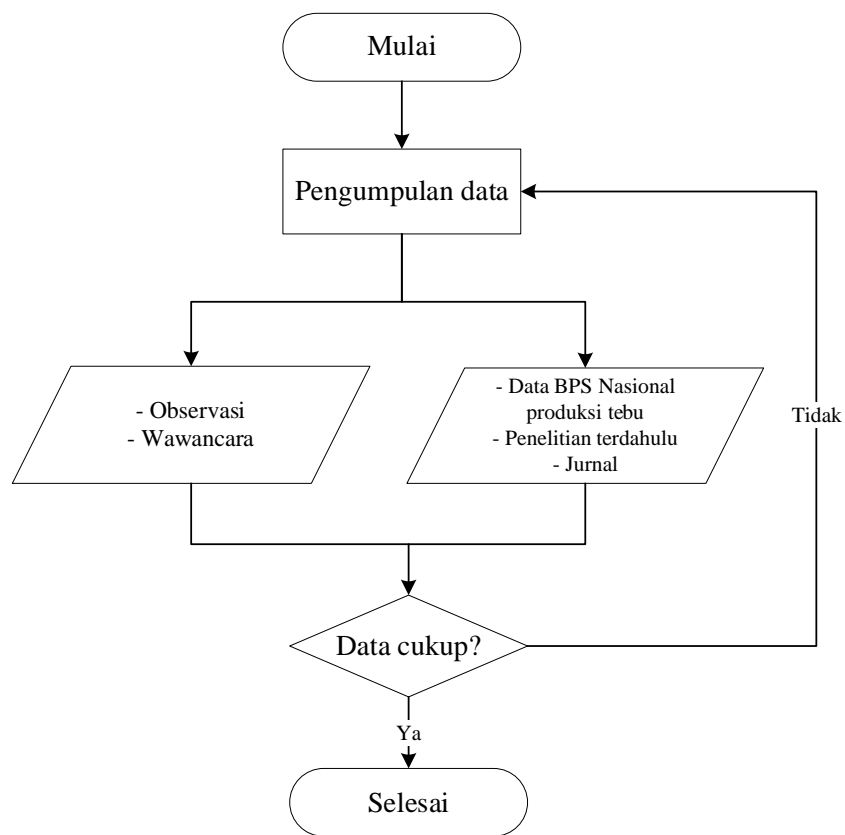 Mulai
Pengumpulan data
- Observasi
- Wawancara
- Data BPS Nasional
produksi tebu
- Penelitian terdahulu
- Jurnal
Tidak
Data cukup?
Ya
Selesai